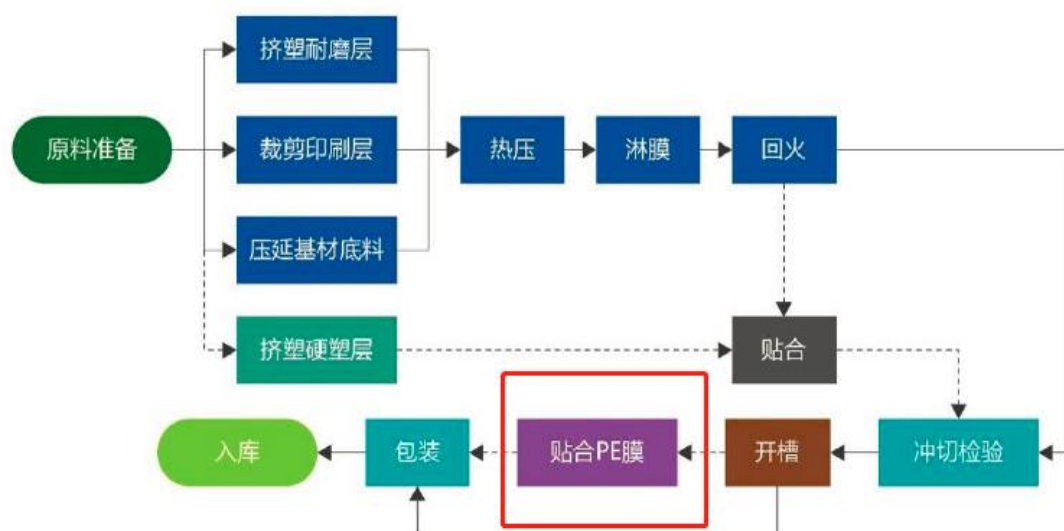 挤塑耐磨层
原料准备
裁剪印刷层
热压
淋膜
回火
压延基材底料
挤塑硬塑层
贴合
入库
包装
贴合PE膜
开槽
冲切检验